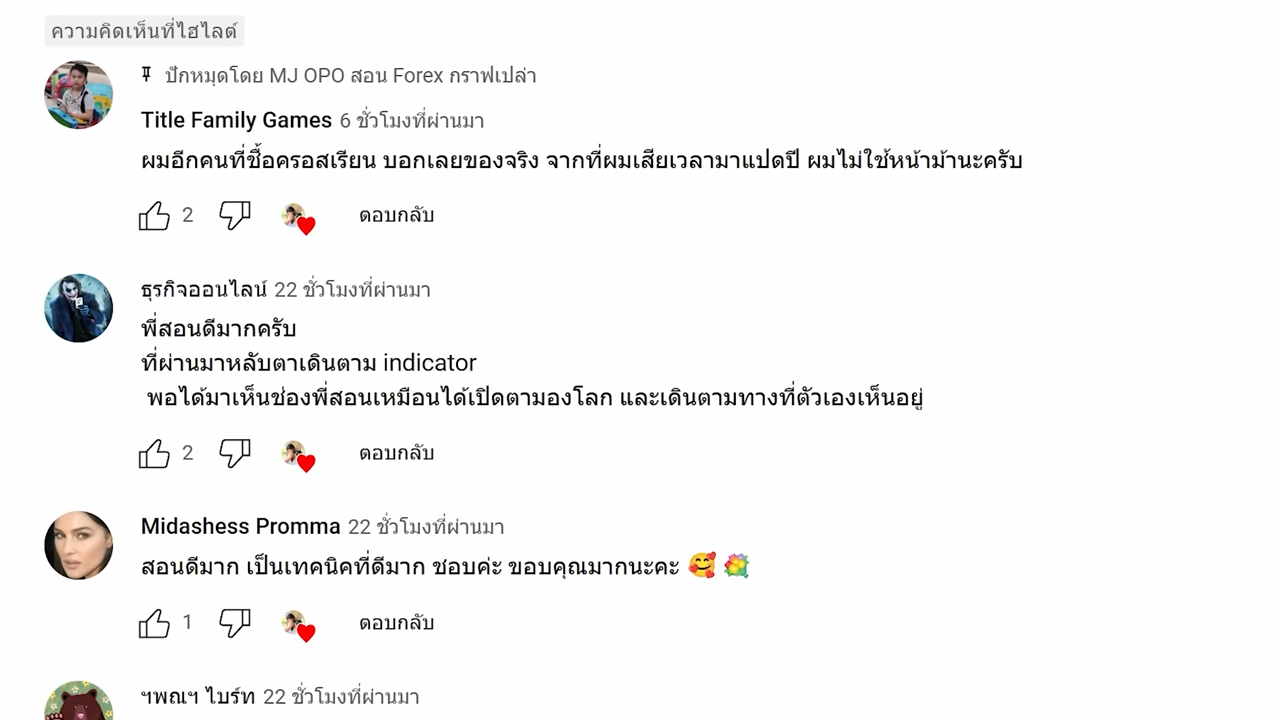 ความคิดเห็นที่ไฮไลต์
ปักหมุดโดย MJ OPO สอน Forex กราฟเปล่า
Title Family Games 6 ชั่วโมงที่ผ่านมา
ผมอีกคนที่ซื้อครอสเรียน บอกเลยของจริง จากที่ผมเสียเวลามาแปดปี ผมไม่ใช้หน้าม้านะครับ
2 ตอบกลับ
ธุรกิจออนไลน์ 22 ชั่วโมงที่ผ่านมา
พี่สอนดีมากครับ
ที่ผ่านมาหลับตาเดินตาม indicator
พอได้มาเห็นช่องพี่สอนเหมือนได้เปิดตามองโลก และเดินตามทางที่ตัวเองเห็นอยู่
2 ตอบกลับ
Midashess Promma 22 ชั่วโมงที่ผ่านมา
สอนดีมาก เป็นเทคนิคที่ดีมาก ชอบค่ะ ขอบคุณมากนะคะ 🥰 💐
1 ตอบกลับ
ฯพณฯ ไบร์ท 22 ชั่วโมงที่ผ่านมา